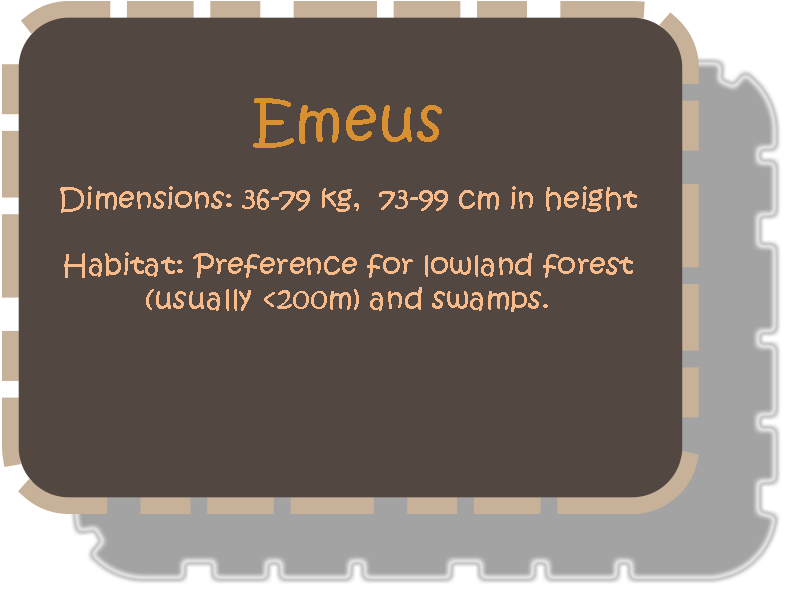 Emeus
Dimensions: 36-79 kg,  73-99 cm in height
Habitat: Preference for lowland forest
(usually <200m) and swamps.